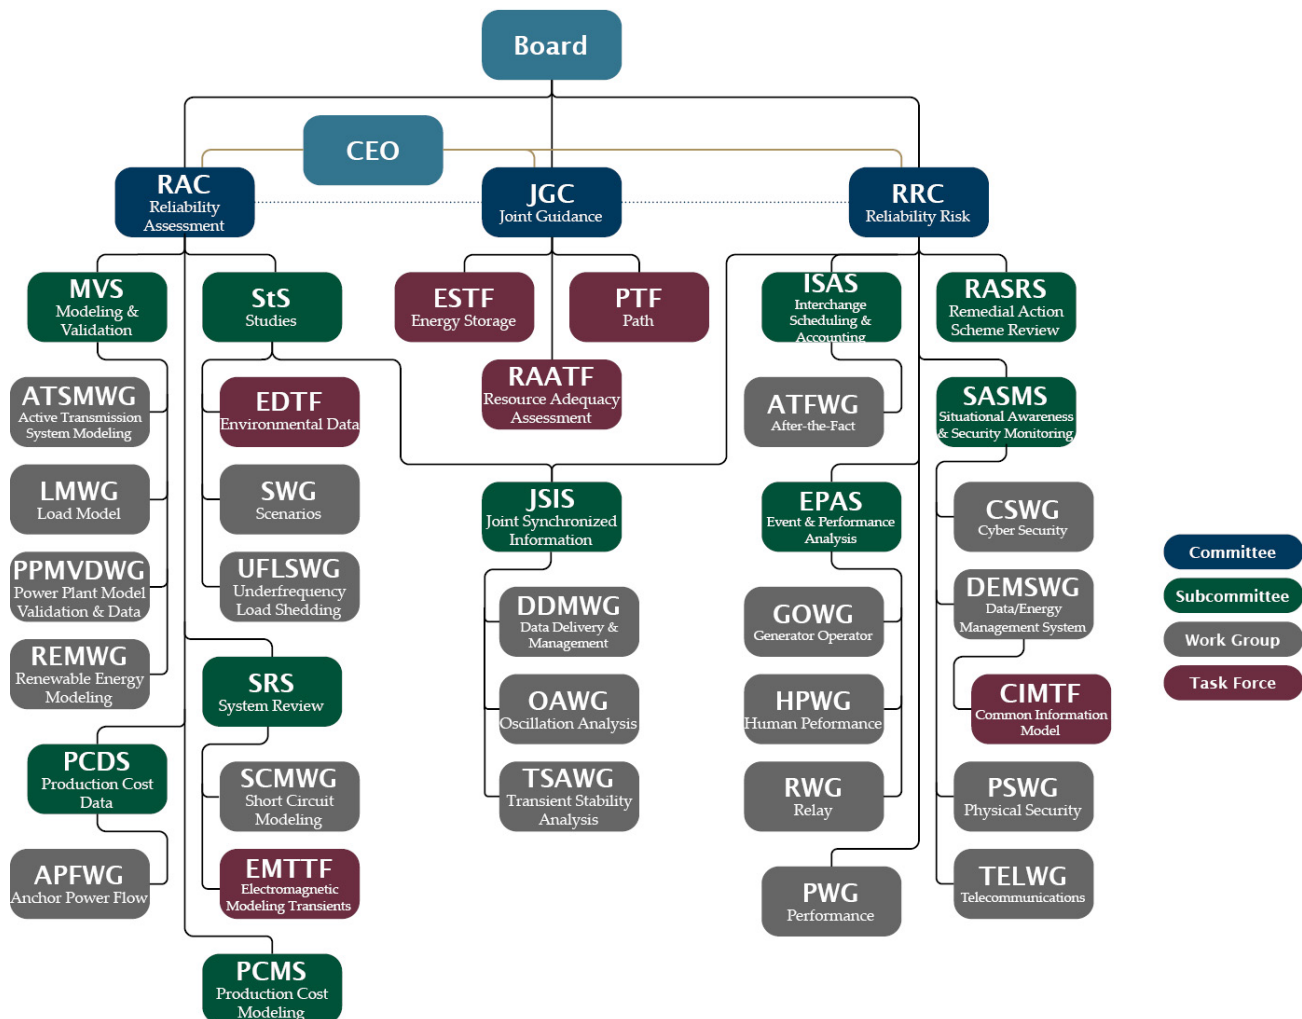 Board
CEO
RAC
Reliability
Assessment
JGC
Joint Guidance
RRC
Reliability Risk
MVS
Modeling &
Validation
StS
Studies
ESTF
Energy Storage
PTF
Path
ISAS
Interchange
Scheduling &
Accounting
RASRS
Remedial Action
Scheme Review
RAATF
Resource Adequacy
Assessment
ATSMWG
Active Transmission
System Modeling
EDTF
Environmental Data
ATFWG
After-the-Fact
SASMS
Situational Awareness
& Security Monitoring
LMWG
Load Model
SWG
Scenarios
JSIS
Joint Synchronized
Information
EPAS
Event & Performance
Analysis
CSWG
Cyber Security
PPMVDWG
Power Plant Model
Validation & Data
UFLSWG
Underfrequency
Load Shedding
DDMWG
Data Delivery &
Management
GOWG
Generator Operator
DEMSWG
Data/Energy
Management System
REMWG
Renewable Energy
Modeling
SRS
System Review
OAWG
Oscillation Analysis
HPWG
Human Peformance
CIMTF
Common Information
Model
PCDS
Production Cost
Data
SCMWG
Short Circuit
Modeling
TSAWG
Transient Stability
Analysis
RWG
Relay
PSWG
Physical Security
APFWG
Anchor Power Flow
EMTTF
Electromagnetic
Modeling Transients
PWG
Performance
TELWG
Telecommunications
PCMS
Production Cost
Modeling
Committee
Subcommittee
Work Group
Task Force